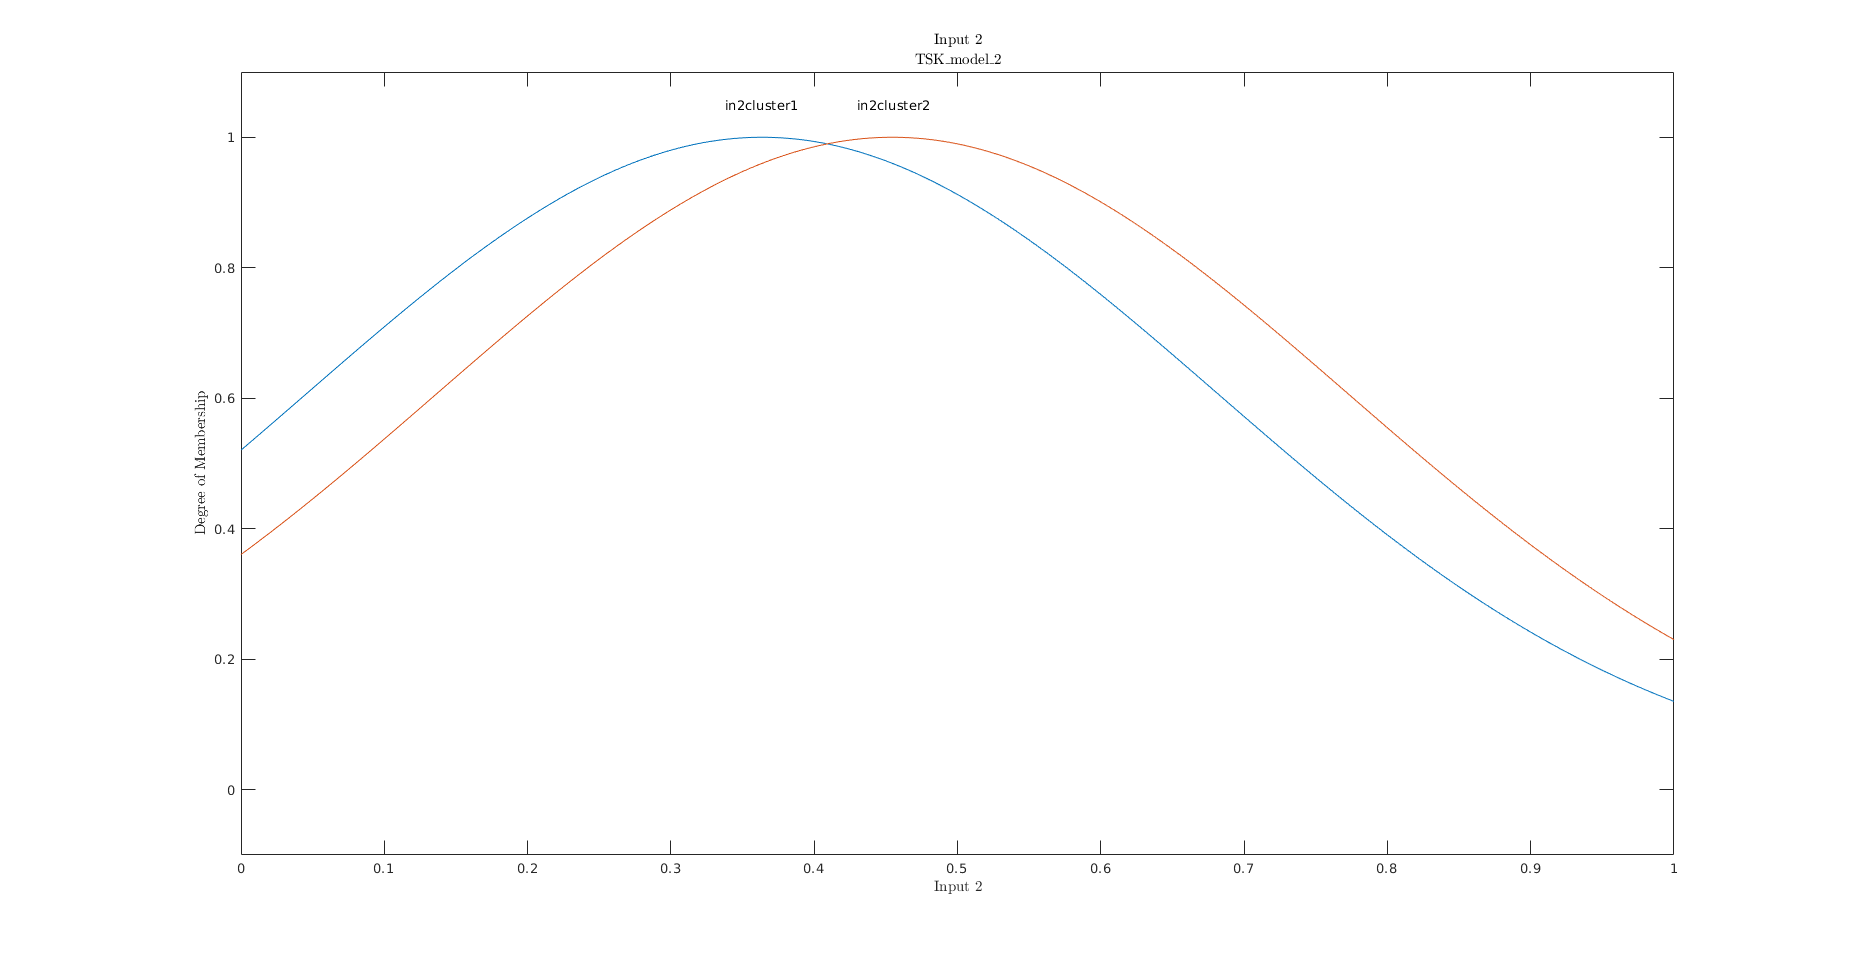 Input 2
TSK_model_2
in2cluster1 in2cluster2
1
0.8
0.6
0.4
0.2
0
Degree of Membership
0 0.1 0.2 0.3 0.4 0.5 0.6 0.7 0.8 0.9 1
Input 2